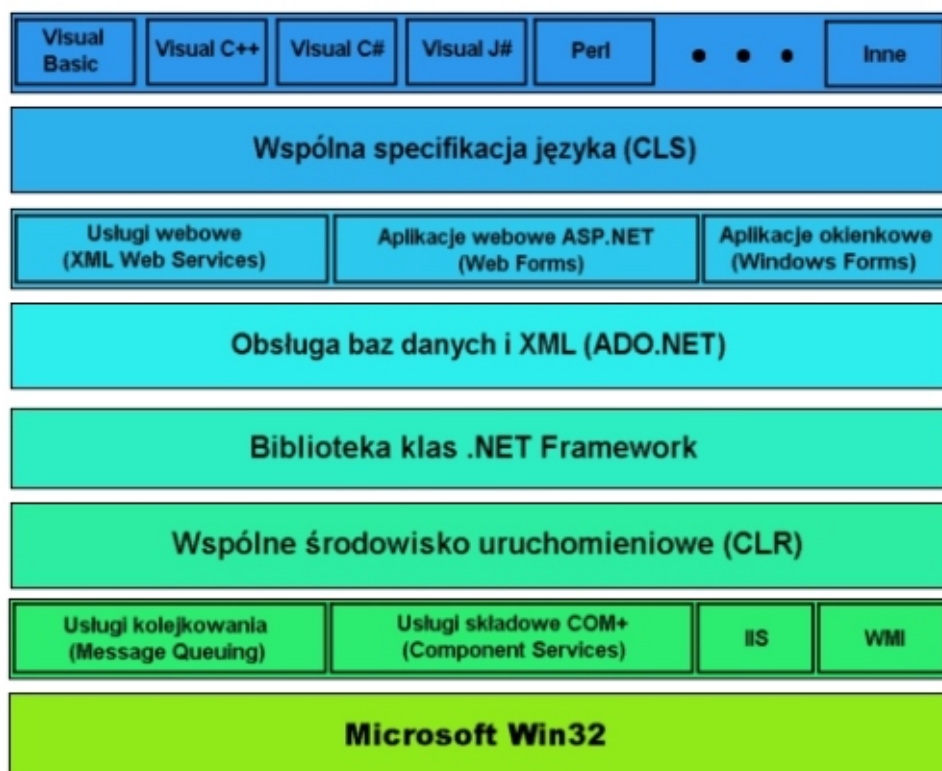 Visual
Basic
Visual C++
Visual C#
Visual J#
Perl
• • •
Inne
Wspólna specifikacja języka (CLS)
Usługi webowe
(XML Web Services)
Aplikacje webowe ASP.NET
(Web Forms)
Aplikacje okienkowe
(Windows Forms)
Obsługa baz danych i XML (ADO.NET)
Biblioteka klas .NET Framework
Wspólne środowisko uruchomieniowe (CLR)
Usługi kolejkowania
(Message Queuing)
Usługi składowe COM+
(Component Services)
IIS
WMI
Microsoft Win32